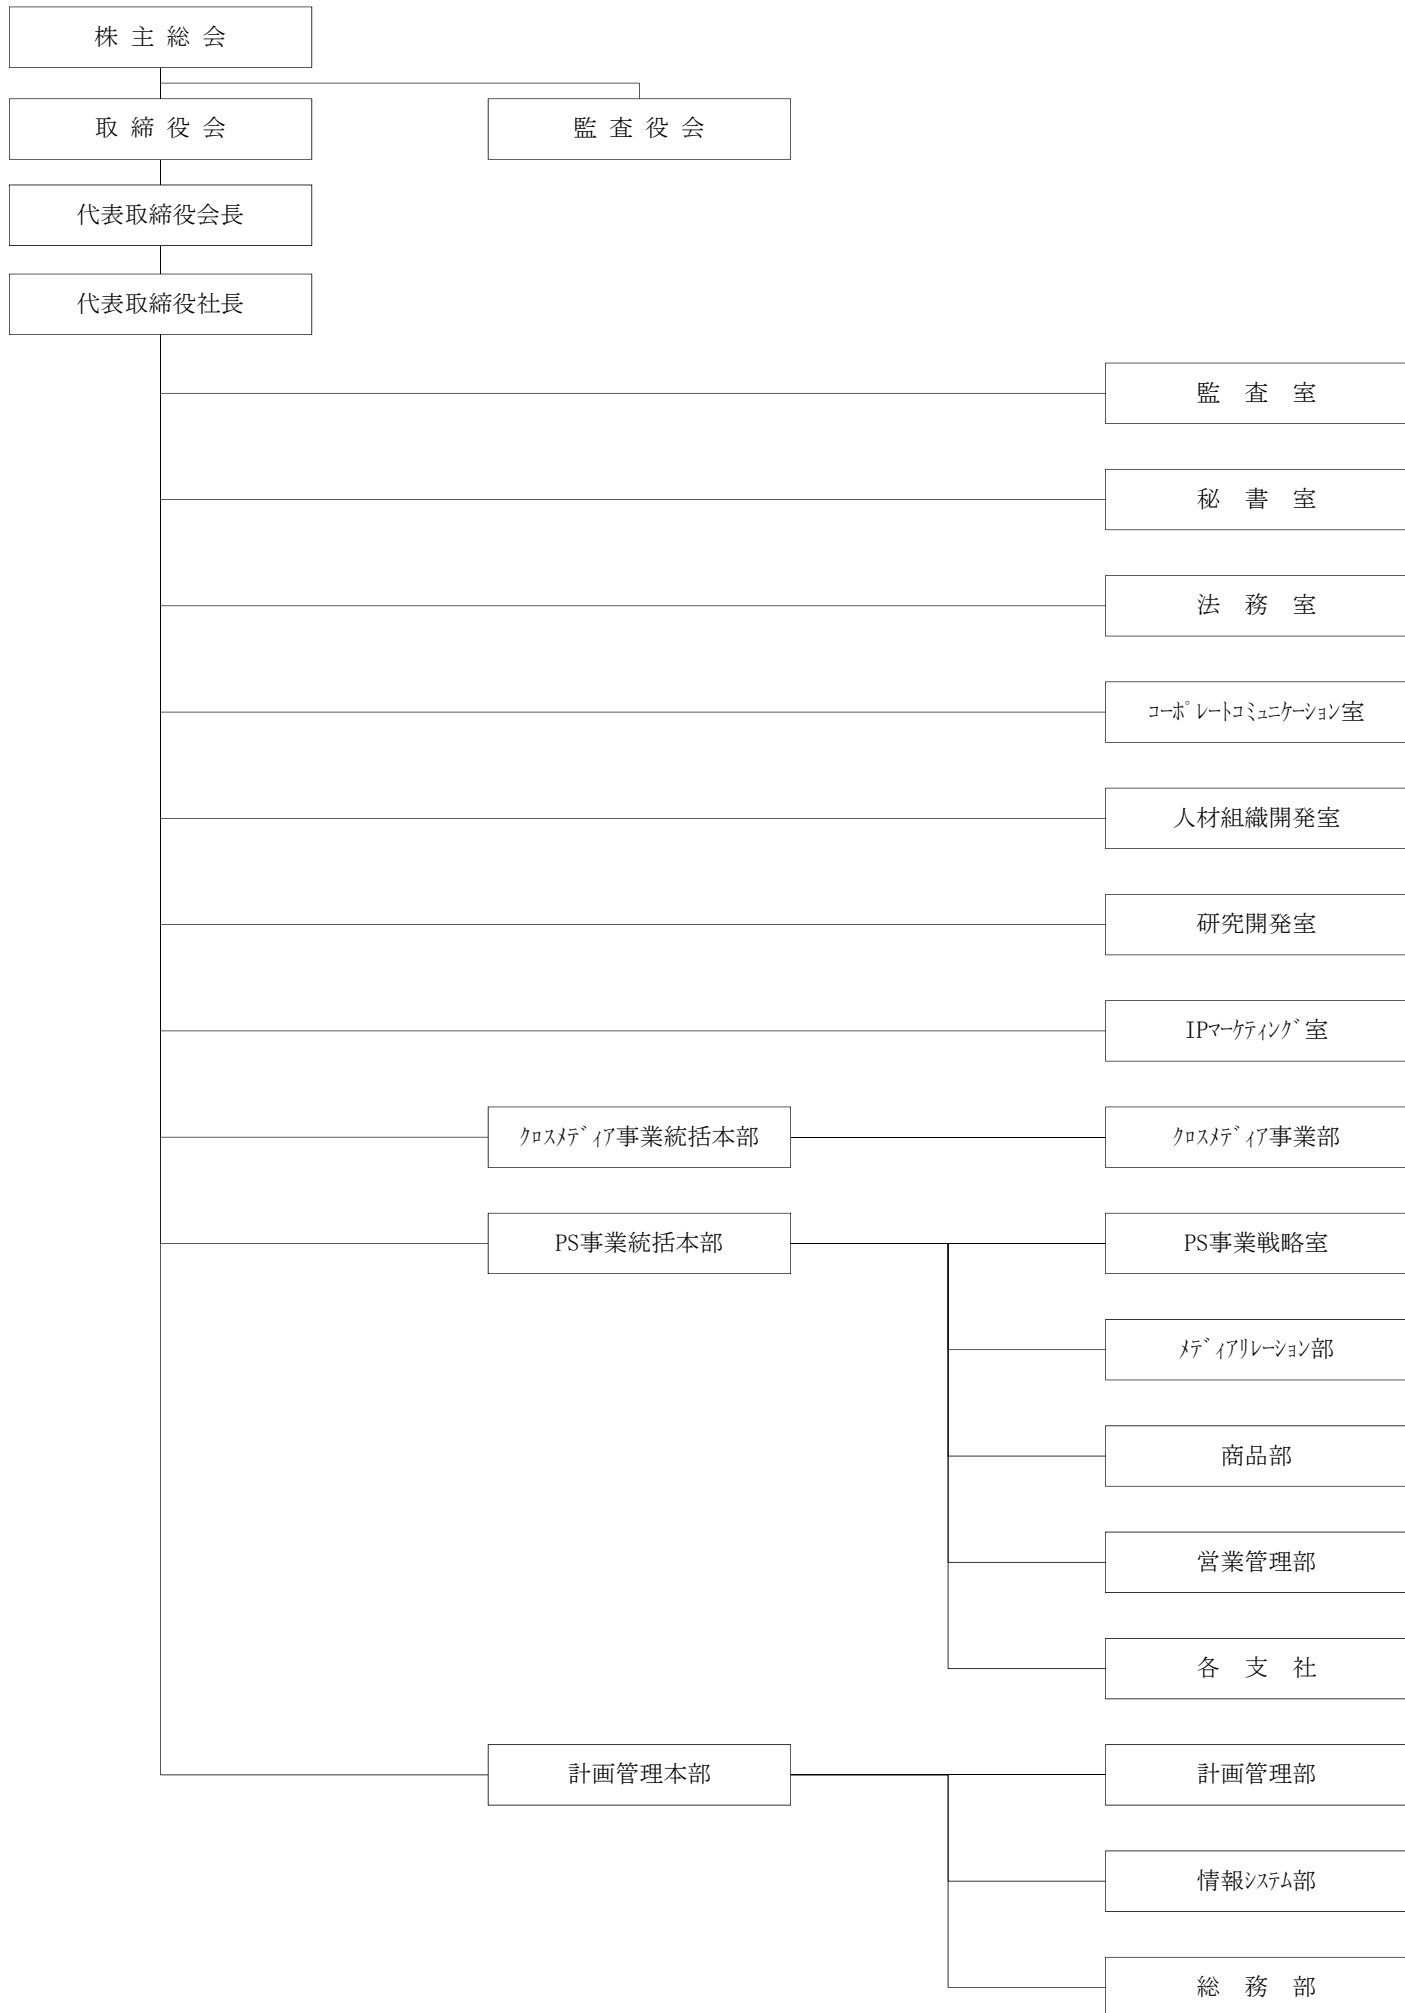 株 主 総 会
取 締 役 会
監 査 役 会
代表取締役会長
代表取締役社長
監　査　室
秘　書　室
法　務　室
ｺｰﾎﾟﾚｰﾄｺﾐｭﾆｹｰｼｮﾝ室
人材組織開発室
研究開発室
IPﾏｰｹﾃｨﾝｸﾞ室
ｸﾛｽﾒﾃﾞｨｱ事業統括本部
ｸﾛｽﾒﾃﾞｨｱ事業部
PS事業統括本部
PS事業戦略室
ﾒﾃﾞｨｱﾘﾚｰｼｮﾝ部
商品部
営業管理部
各　支　社
計画管理本部
計画管理部
情報ｼｽﾃﾑ部
総　務　部